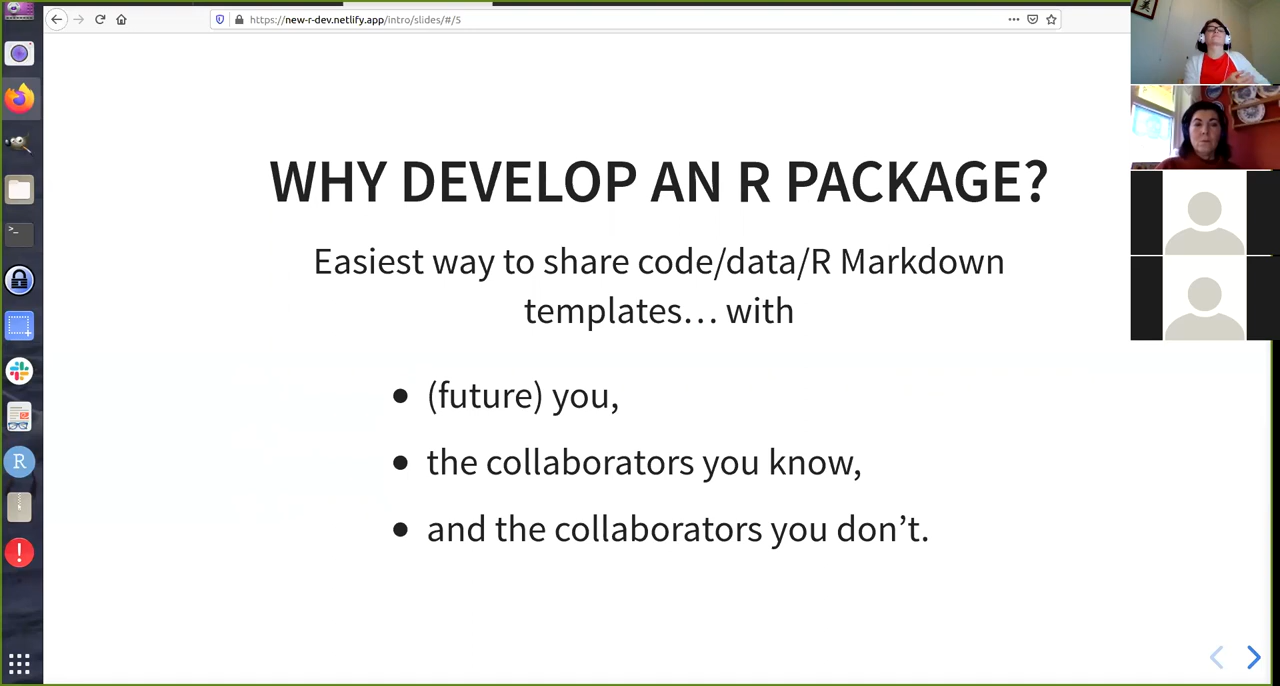 https://new-r-dev.netlify.app/intro/slides/#/5
WHY DEVELOP AN R PACKAGE?
Easiest way to share code/data/R Markdown
templates… with
• (future) you,
• the collaborators you know,
• and the collaborators you don’t.
>_
R
!